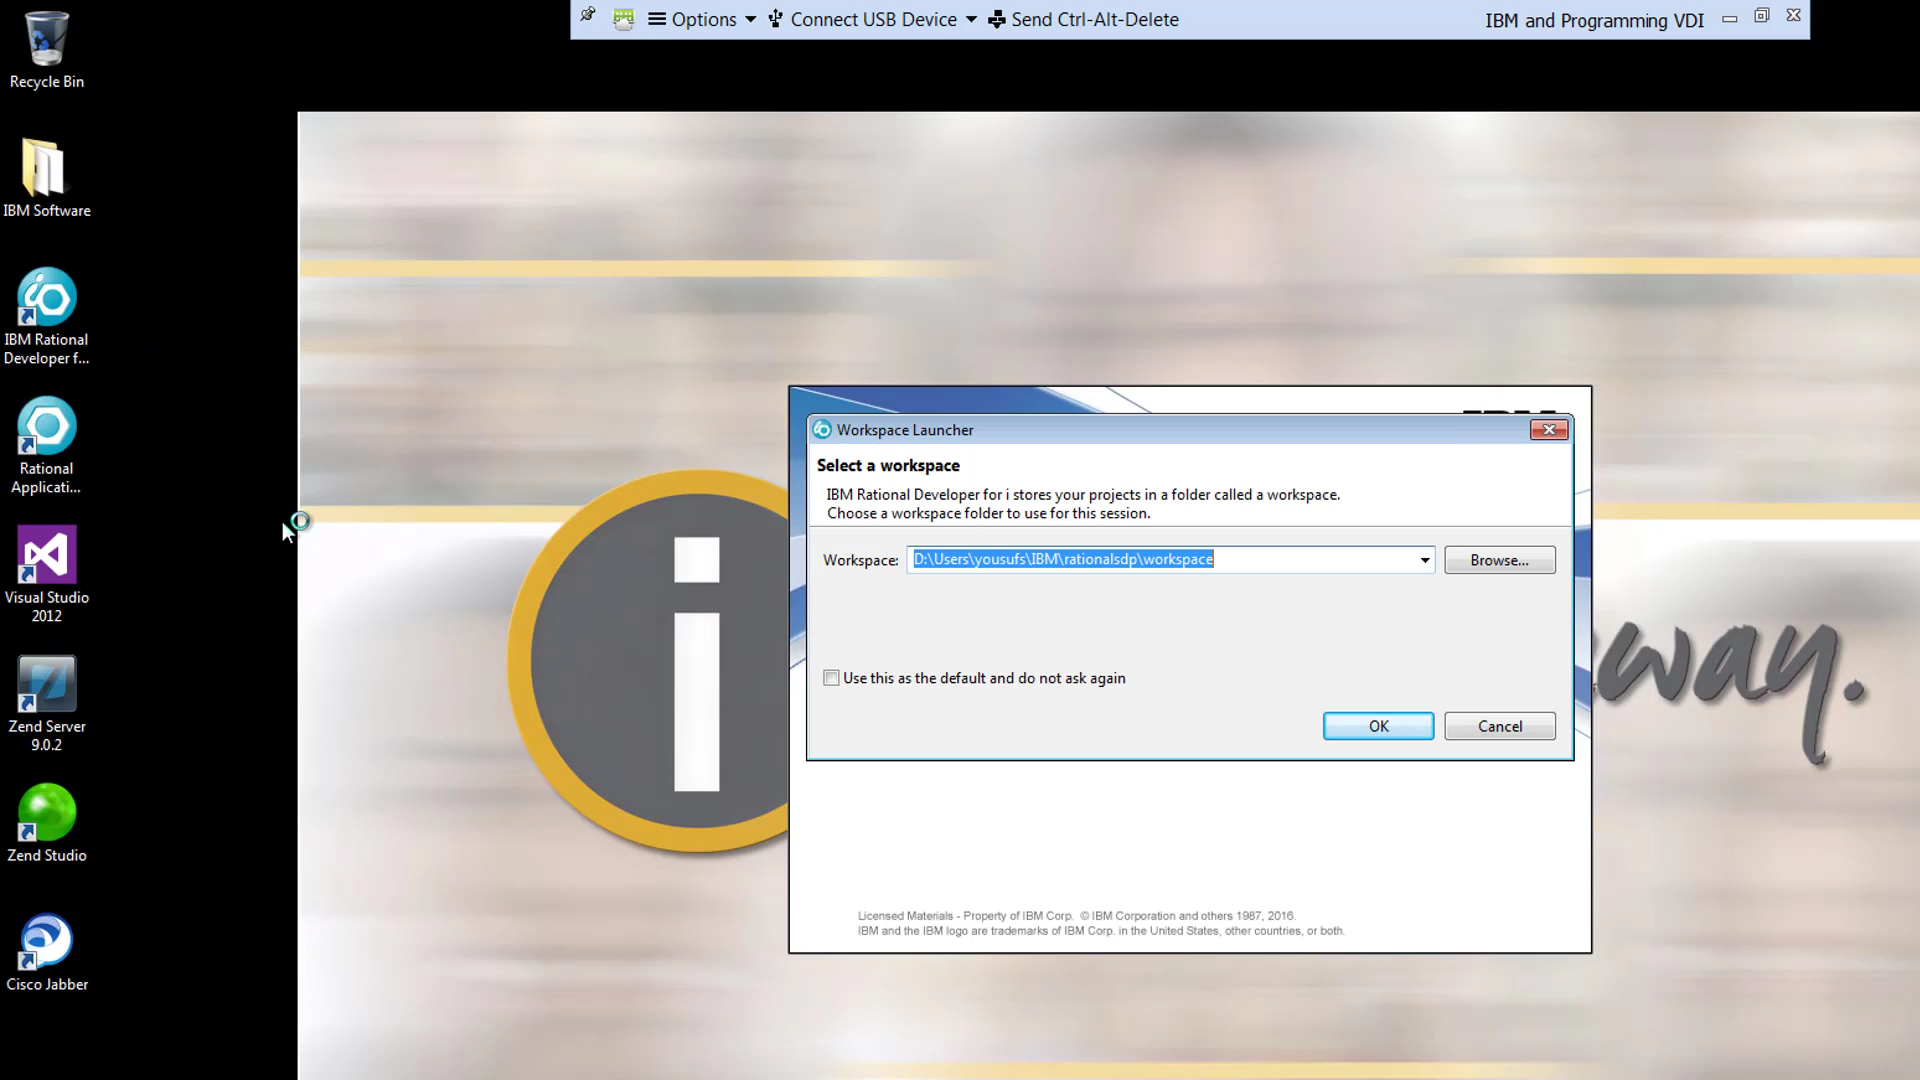 Options
Connect USB Device
Send Ctrl-Alt-Delete
IBM and Programming VDI
Recycle Bin
IBM Software
IBM Rational
Developer f...
Rational
Applicati...
Visual Studio
2012
Zend Server
9.0.2
Zend Studio
Cisco Jabber
Workspace Launcher
Select a workspace
IBM Rational Developer for i stores your projects in a folder called a workspace.
Choose a workspace folder to use for this session.
Workspace:
D:\Users\yousufs\IBM\rationalsdp\workspace
Browse...
Use this as the default and do not ask again
OK
Cancel
i
way.
Licensed Materials - Property of IBM Corp. © IBM Corporation and others 1987, 2016.
IBM and the IBM logo are trademarks of IBM Corp. in the United States, other countries, or both.